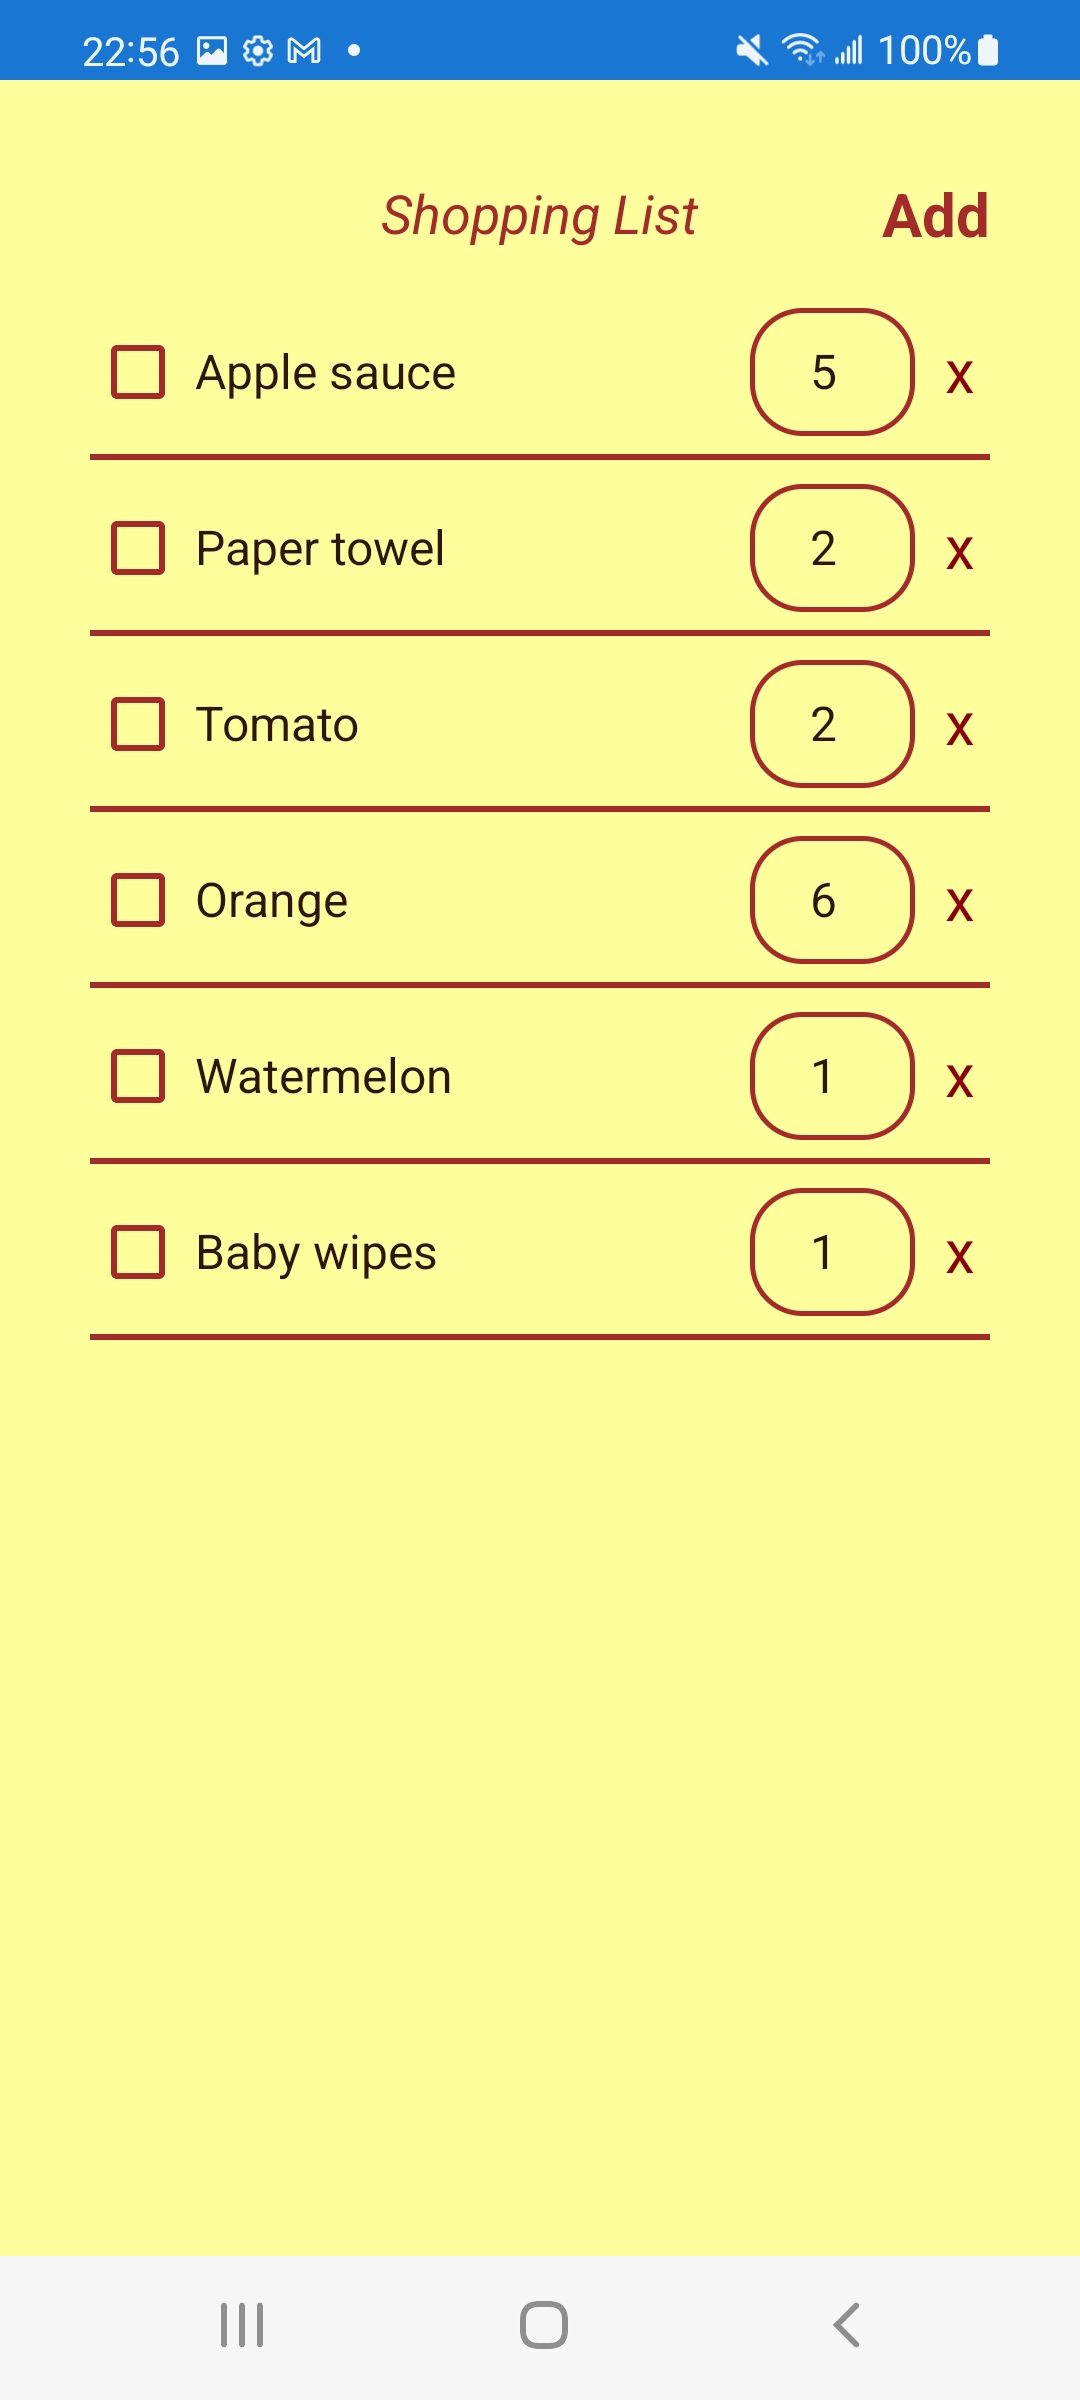 22:56 100%
Shopping List Add
Apple sauce 5 x
Paper towel 2 x
Tomato 2 x
Orange 6 x
Watermelon 1 x
Baby wipes 1 x